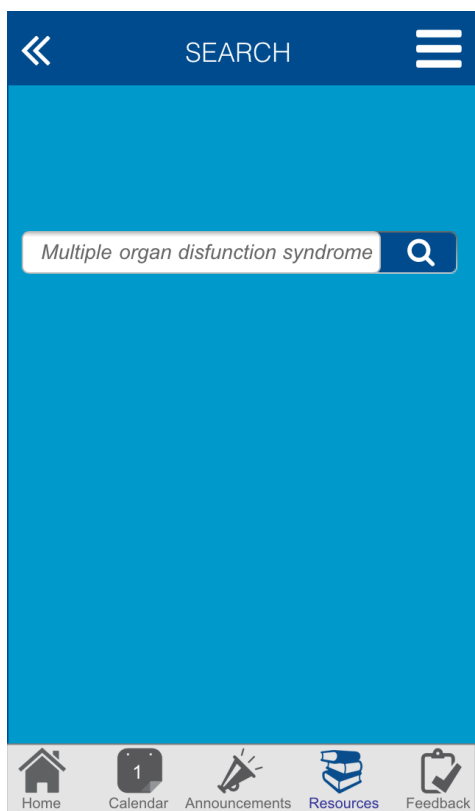 SEARCH
Multiple organ disfunction syndrome
1
Home Calendar Announcements Resources Feedback